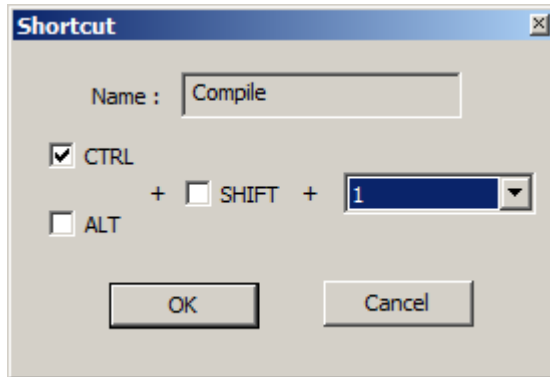 Shortcut
Name : Compile
CTRL
+ SHIFT + 1
ALT
OK Cancel